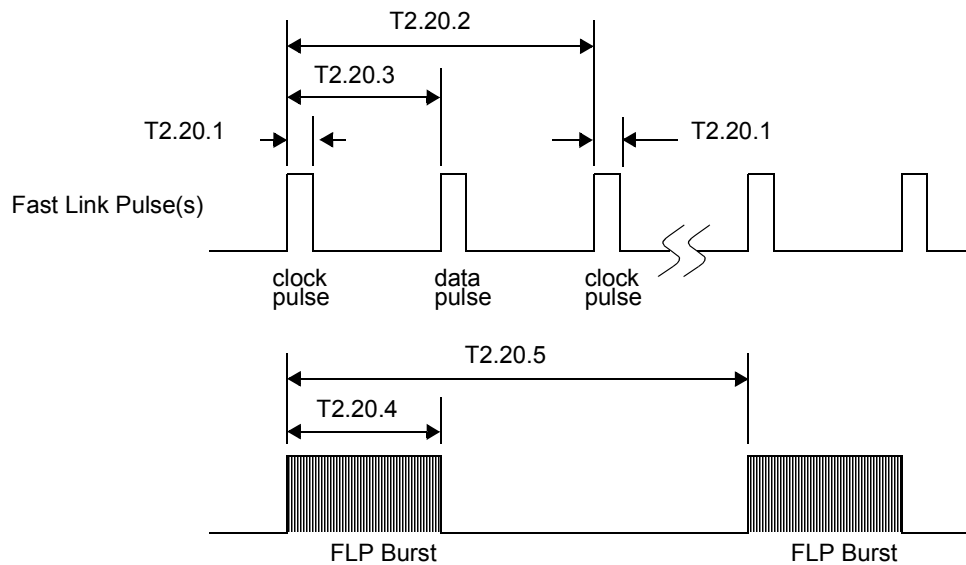 T2.20.2
T2.20.3
T2.20.1
T2.20.1
Fast Link Pulse(s)
clock
pulse
data
pulse
clock
pulse
T2.20.5
T2.20.4
FLP Burst
FLP Burst